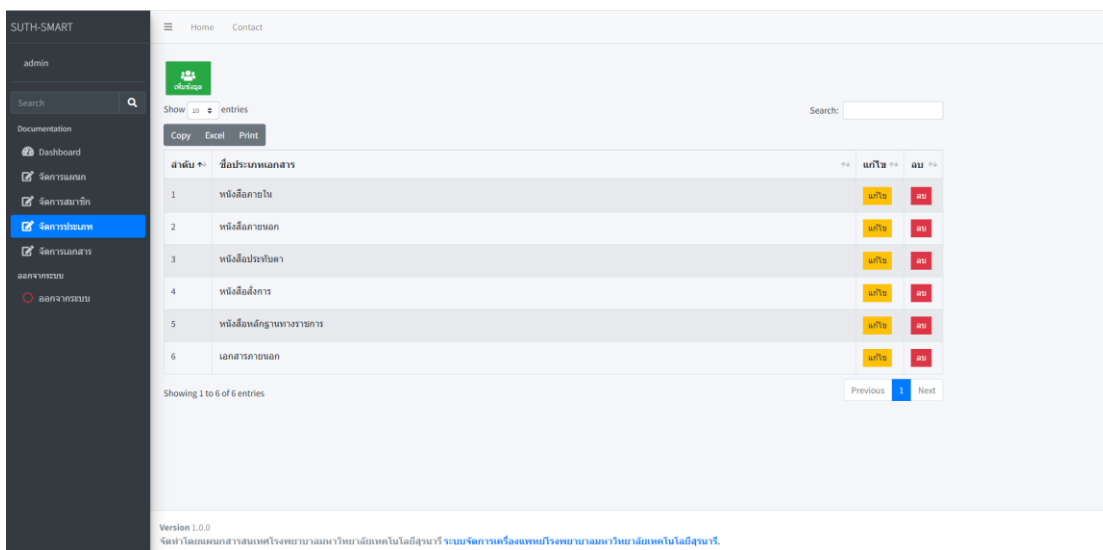 SUTH-SMART
Home Contact
admin
เพิ่มข้อมูล
Search
Show 10 entries
Search:
Documentation
Copy Excel Print
Dashboard
ลำดับ ชื่อประเภทเอกสาร แก้ไข ลบ
จัดการแผนก
1 หนังสือภายใน แก้ไข ลบ
จัดการสมาชิก
จัดการประเภท
2 หนังสือภายนอก แก้ไข ลบ
จัดการเอกสาร
3 หนังสือประทับตา แก้ไข ลบ
ออกจากระบบ
4 หนังสือสั่งการ แก้ไข ลบ
ออกจากระบบ
5 หนังสือหลักฐานทางราชการ แก้ไข ลบ
6 เอกสารภายนอก แก้ไข ลบ
Showing 1 to 6 of 6 entries
Previous 1 Next
Version 1.0.0
จัดทำโดยแผนกสารสนเทศโรงพยาบาลมหาวิทยาลัยเทคโนโลยีสุรนารี ระบบจัดการเครื่องแพทย์โรงพยาบาลมหาวิทยาลัยเทคโนโลยีสุรนารี.